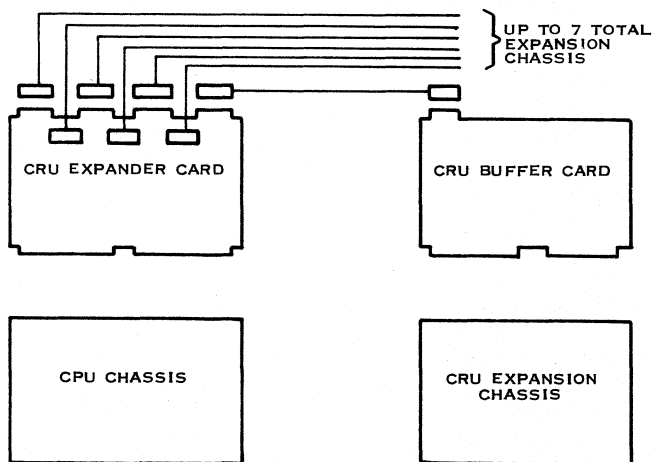 UP TO 7 TOTAL
EXPANSION
CHASSIS
CRU EXPANDER CARD
CRU BUFFER CARD
CPU CHASSIS
CRU EXPANSION
CHASSIS